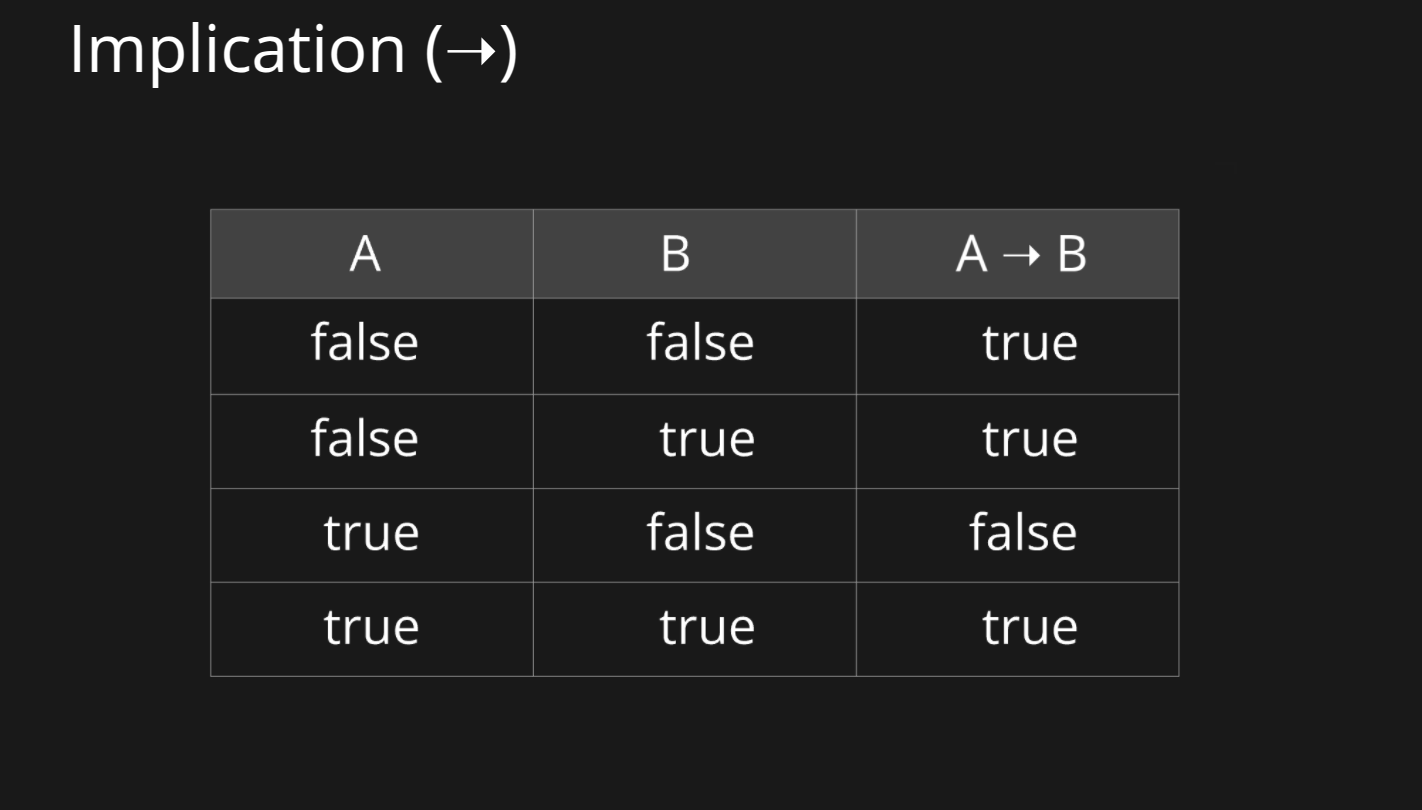 Implication (→)
A B A → B
false false true
false true true
true false false
true true true